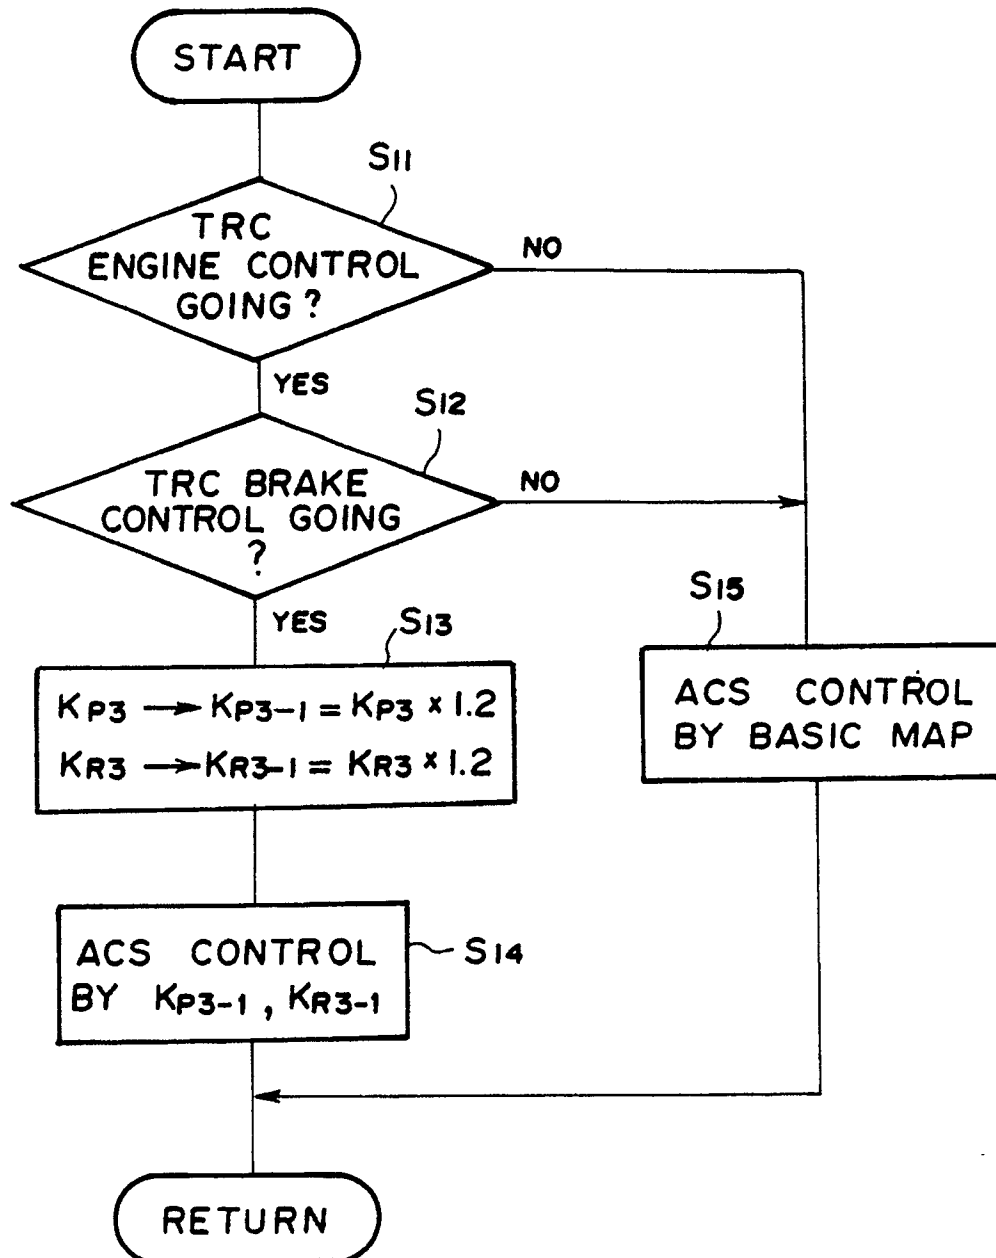 START
S11
TRC
ENGINE CONTROL
GOING?
NO
YES
S12
TRC BRAKE
CONTROL GOING
?
NO
YES
S13
KP3 → KP3-1 = KP3 × 1.2
KR3 → KR3-1 = KR3 × 1.2
S15
ACS CONTROL
BY BASIC MAP
ACS CONTROL
BY KP3-1, KR3-1
S14
RETURN